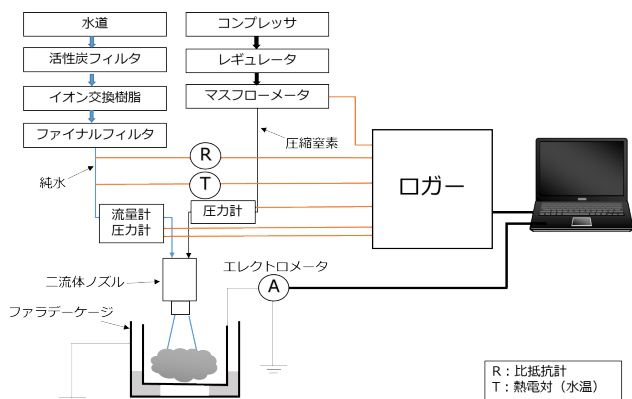 水道
活性炭フィルタ
イオン交換樹脂
ファイナルフィルタ
コンプレッサ
レギュレータ
マスフローメータ
圧縮窒素
純水
R
T
流量計
圧力計
圧力計
ロガー
二流体ノズル
エレクトロメータ
A
ファラデーケージ
R：比抵抗計
T：熱電対（水温）